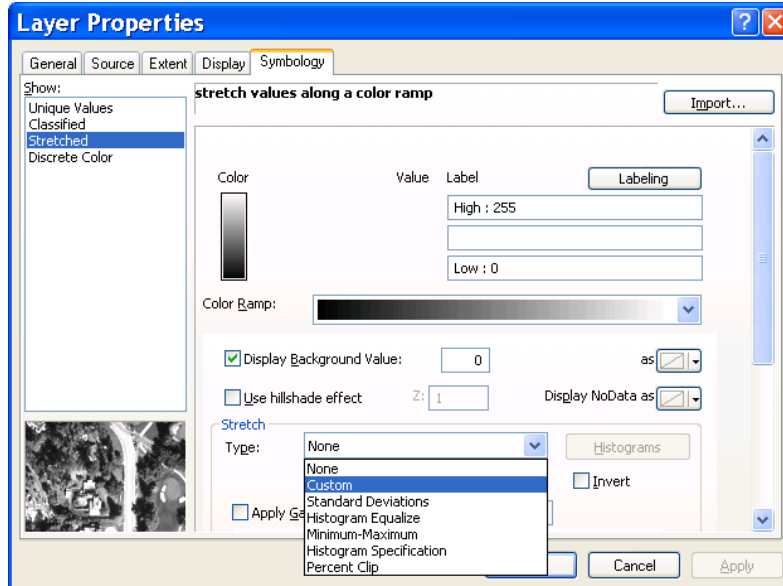 Layer Properties
General Source Extent Display Symbology
Show:
Unique Values
Classified
Stretched
Discrete Color
stretch values along a color ramp
Import...
Color Value Label Labeling
High : 255
Low : 0
Color Ramp:
Display Background Value: 0 as
Use hillshade effect Z: 1 Display NoData as
Stretch
Type: None Histograms
None
Custom
Invert
Standard Deviations
Apply Ga
Histogram Equalize
Minimum-Maximum
Histogram Specification
Percent Clip
Cancel Apply